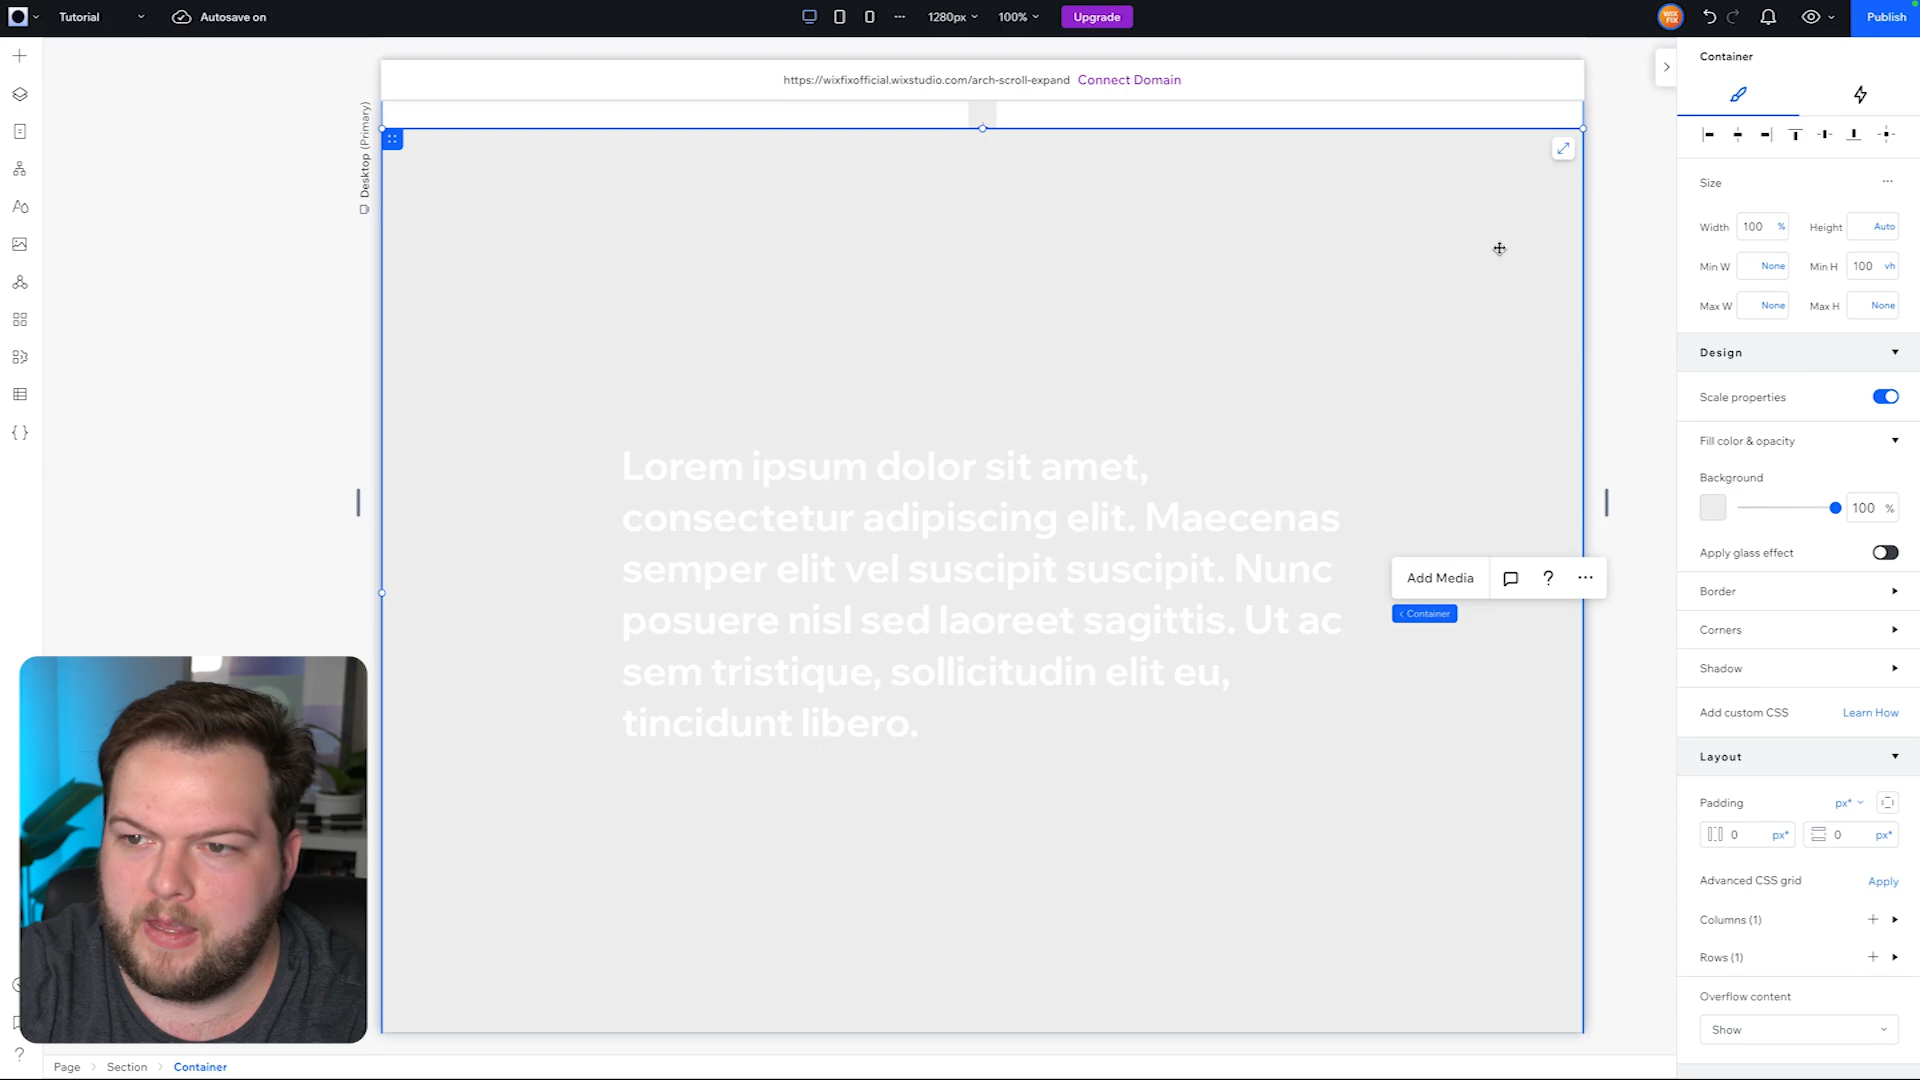 Tutorial
Autosave on
1280px
100%
Upgrade
WIX
FIX
Publish
https://wixfixofficial.wixstudio.com/arch-scroll-expand Connect Domain
Desktop (Primary)
Lorem ipsum dolor sit amet,
consectetur adipiscing elit. Maecenas
semper elit vel suscipit suscipit. Nunc
posuere nisl sed laoreet sagittis. Ut ac
sem tristique, sollicitudin elit eu,
tincidunt libero.
Add Media
?
< Container
Container
Size
Width 100 % Height Auto
Min W None Min H 100 vh
Max W None Max H None
Design
Scale properties
Fill color & opacity
Background
100 %
Apply glass effect
Border
Corners
Shadow
Add custom CSS Learn How
Layout
Padding px*
0 px* 0 px*
Advanced CSS grid Apply
Columns (1)
Rows (1)
Overflow content
Show
?
Page > Section > Container